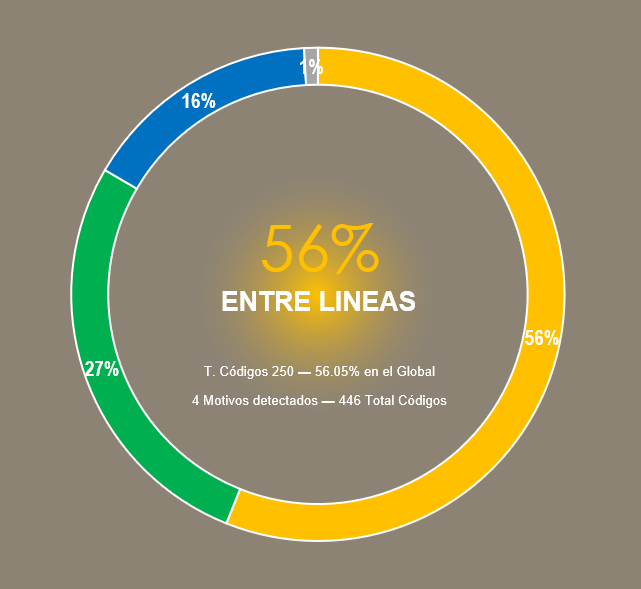 1%
16%
56%
ENTRE LINEAS
56%
27%
T. Códigos 250 — 56.05% en el Global
4 Motivos detectados — 446 Total Códigos